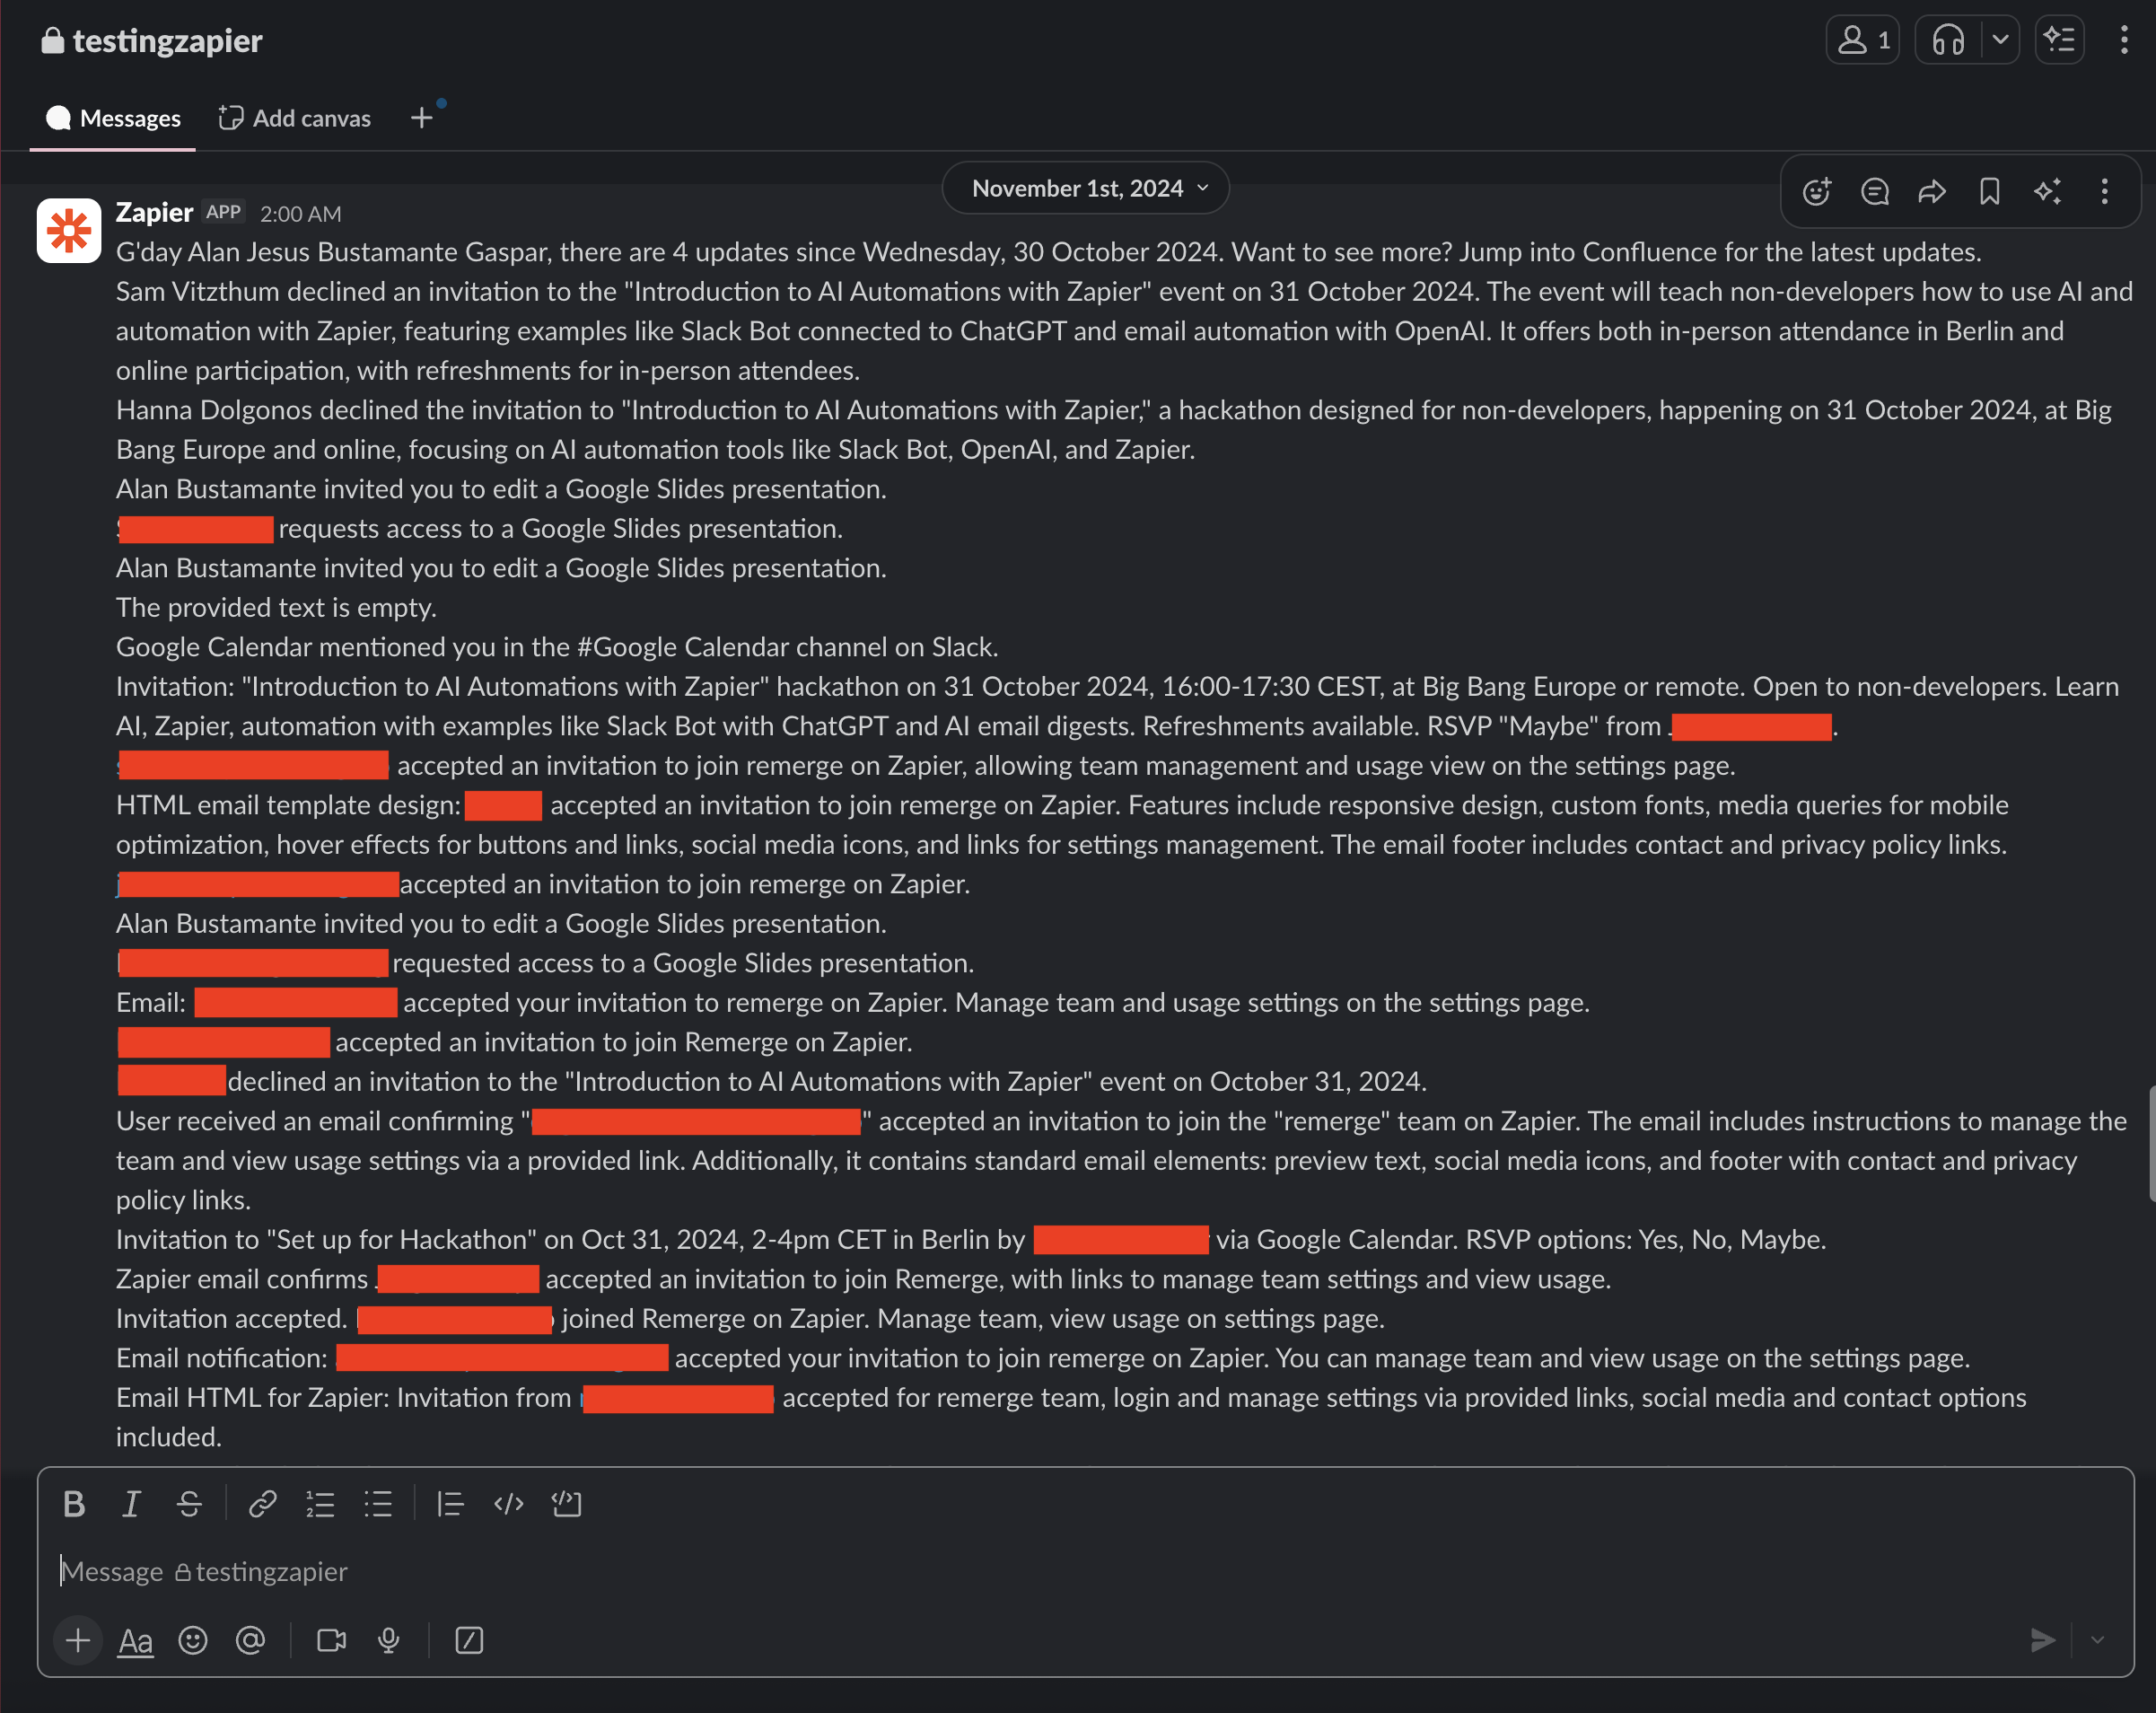 testingzapier
1
Messages
Add canvas
November 1st, 2024
Zapier APP 2:00 AM
G'day Alan Jesus Bustamante Gaspar, there are 4 updates since Wednesday, 30 October 2024. Want to see more? Jump into Confluence for the latest updates.
Sam Vitzthum declined an invitation to the "Introduction to AI Automations with Zapier" event on 31 October 2024. The event will teach non-developers how to use AI and
automation with Zapier, featuring examples like Slack Bot connected to ChatGPT and email automation with OpenAI. It offers both in-person attendance in Berlin and
online participation, with refreshments for in-person attendees.
Hanna Dolgonos declined the invitation to "Introduction to AI Automations with Zapier," a hackathon designed for non-developers, happening on 31 October 2024, at Big
Bang Europe and online, focusing on AI automation tools like Slack Bot, OpenAI, and Zapier.
Alan Bustamante invited you to edit a Google Slides presentation.
requests access to a Google Slides presentation.
Alan Bustamante invited you to edit a Google Slides presentation.
The provided text is empty.
Google Calendar mentioned you in the #Google Calendar channel on Slack.
Invitation: "Introduction to AI Automations with Zapier" hackathon on 31 October 2024, 16:00-17:30 CEST, at Big Bang Europe or remote. Open to non-developers. Learn
AI, Zapier, automation with examples like Slack Bot with ChatGPT and AI email digests. Refreshments available. RSVP "Maybe" from .
accepted an invitation to join remerge on Zapier, allowing team management and usage view on the settings page.
HTML email template design: accepted an invitation to join remerge on Zapier. Features include responsive design, custom fonts, media queries for mobile
optimization, hover effects for buttons and links, social media icons, and links for settings management. The email footer includes contact and privacy policy links.
accepted an invitation to join remerge on Zapier.
Alan Bustamante invited you to edit a Google Slides presentation.
requested access to a Google Slides presentation.
Email: accepted your invitation to remerge on Zapier. Manage team and usage settings on the settings page.
accepted an invitation to join Remerge on Zapier.
declined an invitation to the "Introduction to AI Automations with Zapier" event on October 31, 2024.
User received an email confirming " " accepted an invitation to join the "remerge" team on Zapier. The email includes instructions to manage the
team and view usage settings via a provided link. Additionally, it contains standard email elements: preview text, social media icons, and footer with contact and privacy
policy links.
Invitation to "Set up for Hackathon" on Oct 31, 2024, 2-4pm CET in Berlin by via Google Calendar. RSVP options: Yes, No, Maybe.
Zapier email confirms accepted an invitation to join Remerge, with links to manage team settings and view usage.
Invitation accepted. joined Remerge on Zapier. Manage team, view usage on settings page.
Email notification: accepted your invitation to join remerge on Zapier. You can manage team and view usage on the settings page.
Email HTML for Zapier: Invitation from accepted for remerge team, login and manage settings via provided links, social media and contact options
included.
Message testingzapier
Aa